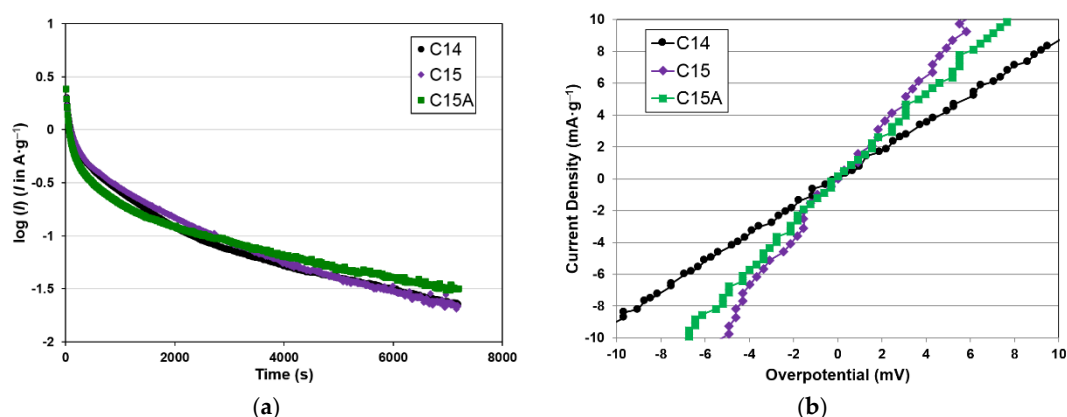 1
0.5
0
-0.5
-1
-1.5
-2
log (I) (I in A·g⁻¹)
C14
C15
C15A
0 2000 4000 6000 8000
Time (s)
(a)
10
8
6
4
2
0
-2
-4
-6
-8
-10
Current Density (mA·g⁻¹)
C14
C15
C15A
-10 -8 -6 -4 -2 0 2 4 6 8 10
Overpotential (mV)
(b)